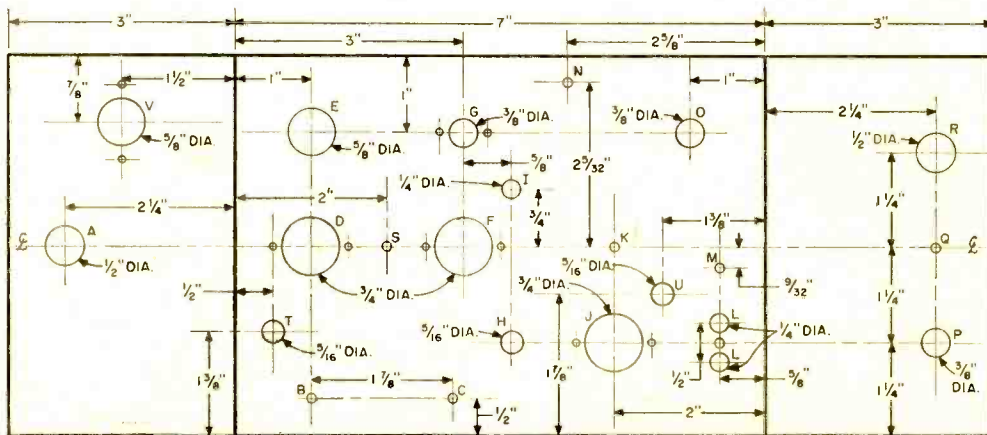 3" 7" 3"
3" 2 5/8"
7/8" 1 1/2" 1" 1" N 1"
V E G O 2 1/4"
5/8" DIA. 5/8" DIA. 3/8" DIA. 3/8" DIA. 1/2" DIA. R
5/8" 2 5/32"
2 1/4" 2" 1/4" DIA. I 3/4" 1 3/8" 1 1/4"
℄ A D S F K Q ℄
1/2" DIA. M
3/4" DIA. 5/16" DIA. U 9/32"
1/2" 3/4" DIA. 1 1/4"
T H J L
5/16" DIA. 5/16" DIA. 1/4" DIA. P
L
1 3/8" 1 7/8" 1 7/8" 1/2" 5/8" 3/8" DIA.
B C 1/2" 2" 1 1/4"